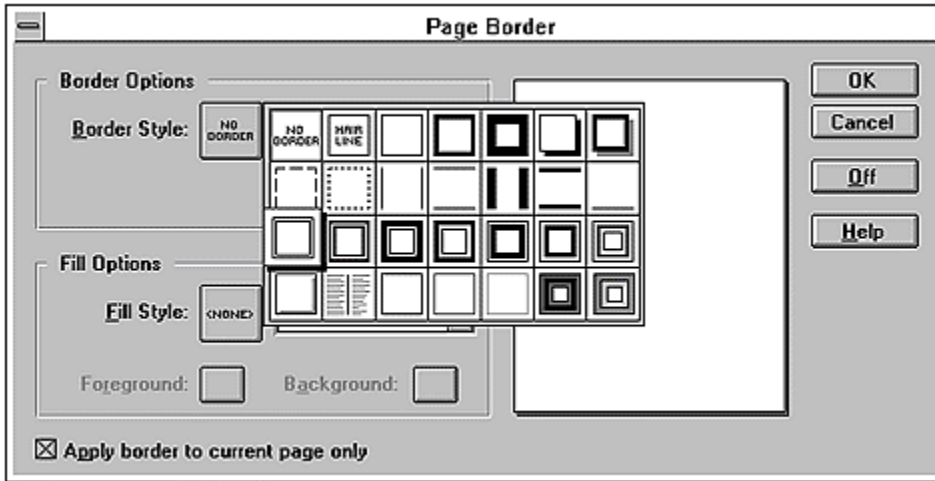 Page Border
Border Options
Border Style:
NO
BORDER
NO
BORDER
HAIR
LINE
OK
Cancel
Off
Help
Fill Options
Fill Style:
<NONE>
Foreground:
Background:
Apply border to current page only